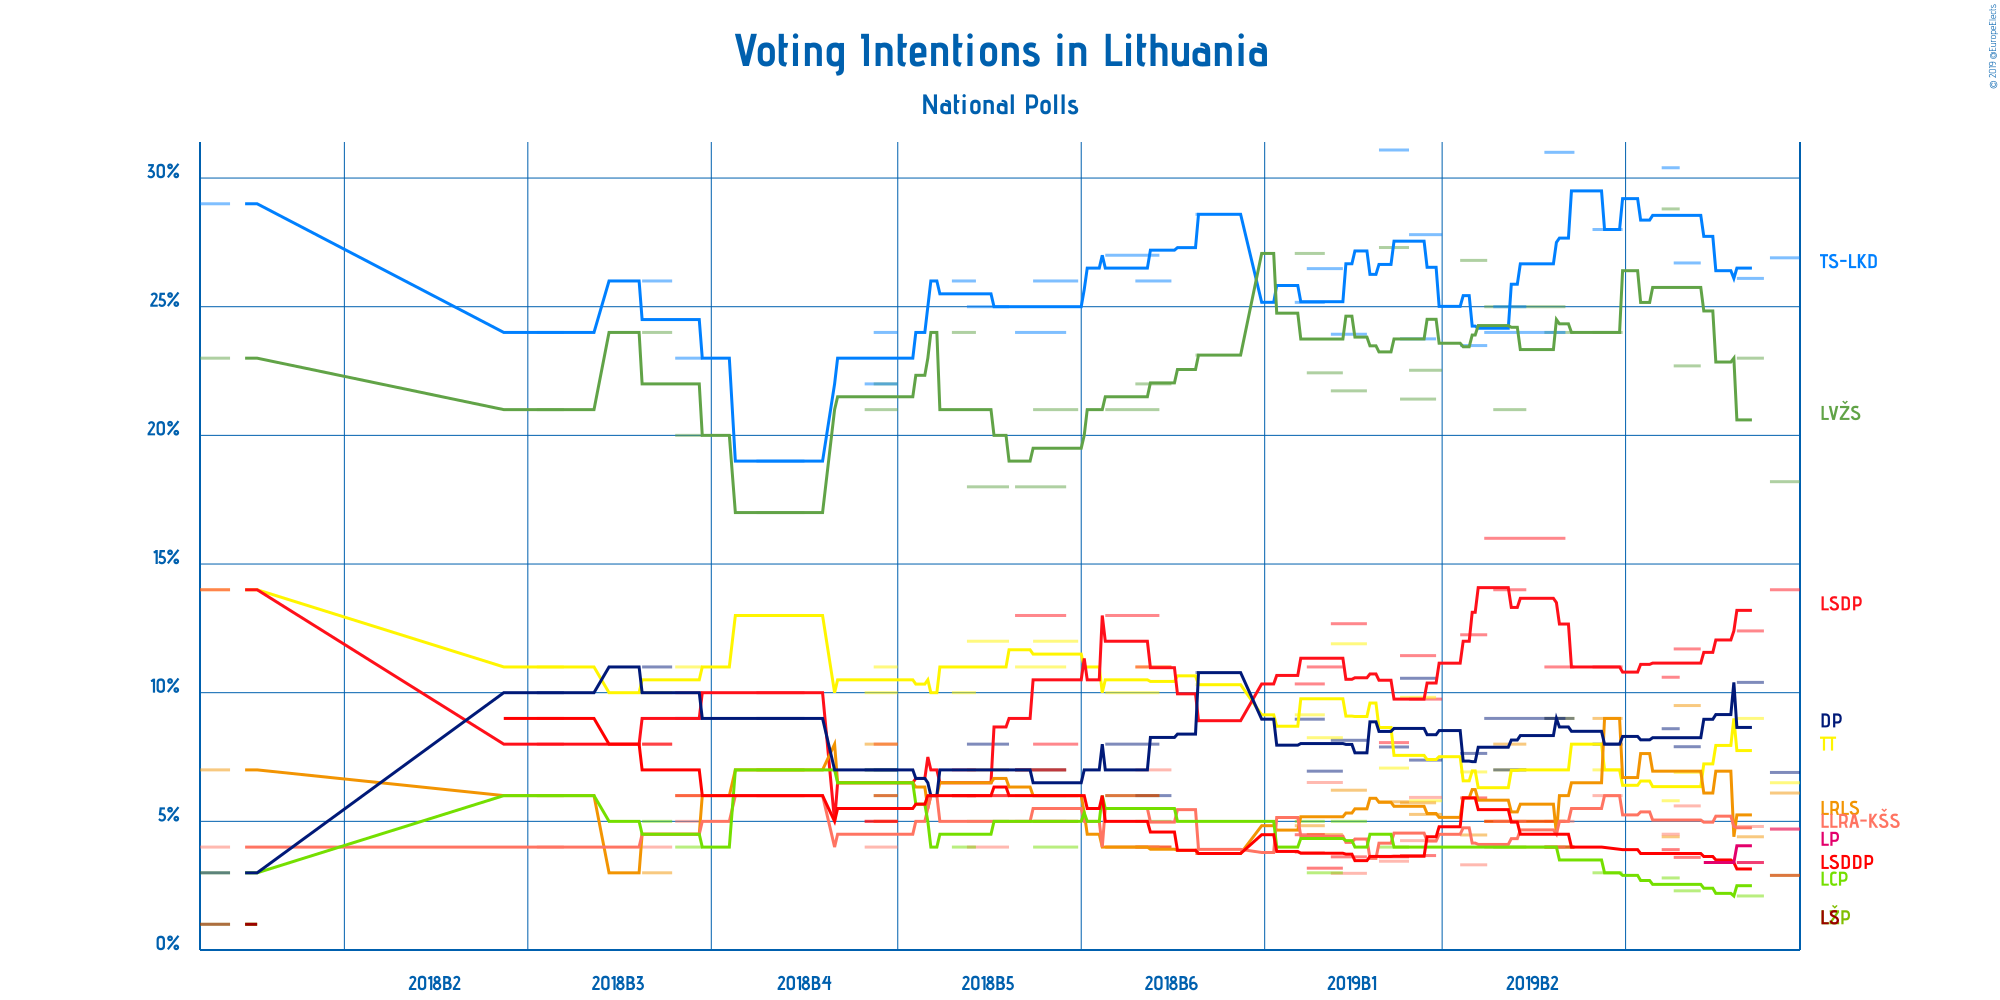 Voting Intentions in Lithuania
National Polls
© 2019 @EuropeElects
30%
25%
20%
15%
10%
5%
0%
TS-LKD
LVŽS
LSDP
DP
TT
LRLS
LLRA-KŠS
LP
LSDDP
LCP
LS
2018B2 2018B3 2018B4 2018B5 2018B6 2019B1 2019B2